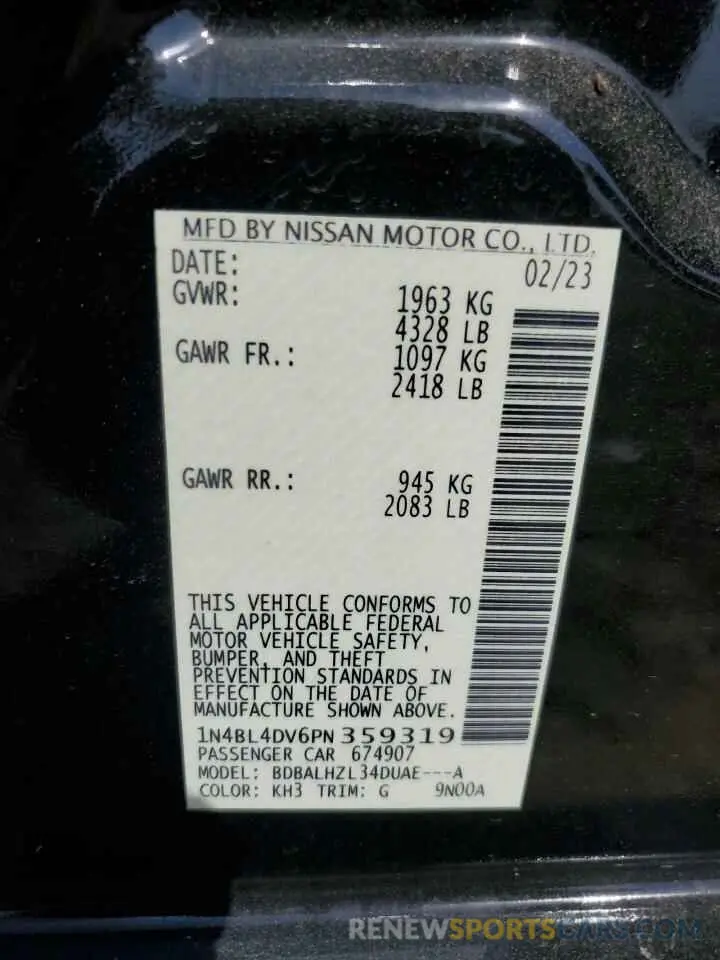 MFD BY NISSAN MOTOR CO., LTD.
DATE: 02/23
GVWR: 1963 KG
4328 LB
GAWR FR.: 1097 KG
2418 LB
GAWR RR.: 945 KG
2083 LB
THIS VEHICLE CONFORMS TO
ALL APPLICABLE FEDERAL
MOTOR VEHICLE SAFETY,
BUMPER, AND THEFT
PREVENTION STANDARDS IN
EFFECT ON THE DATE OF
MANUFACTURE SHOWN ABOVE.
1N4BL4DV6PN359319
PASSENGER CAR 674907
MODEL: BDBALHZL34DUAE---A
COLOR: KH3 TRIM: G 9N00A
RENEWSPORTSCARS.COM